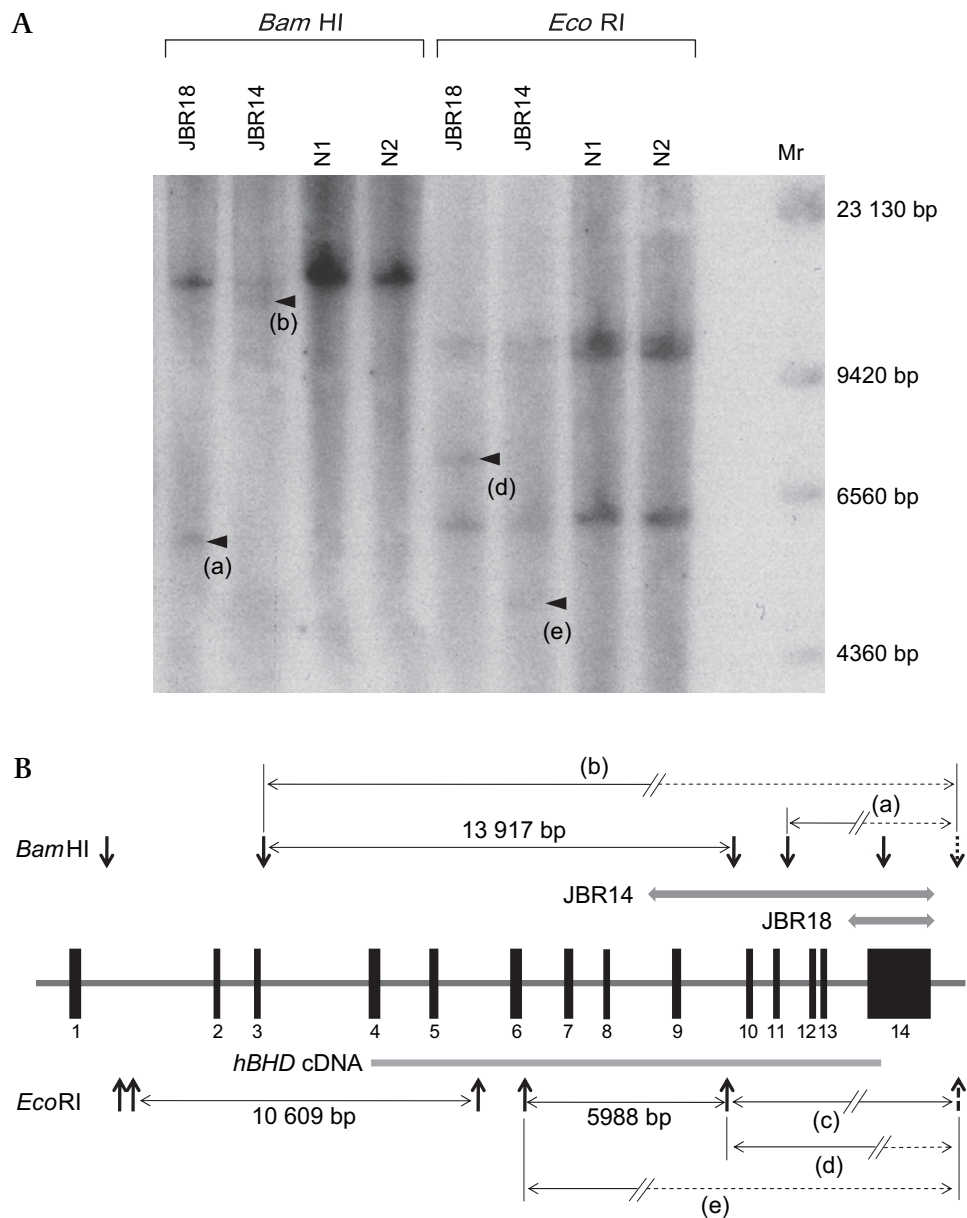 A
Bam HI
Eco RI
JBR18
JBR14
N1
N2
JBR18
JBR14
N1
N2
Mr
23 130 bp
(b)
9420 bp
(d)
6560 bp
(a)
(e)
4360 bp
B
(b)
(a)
BamHI
13 917 bp
JBR14
JBR18
1 2 3 4 5 6 7 8 9 10 11 12 13 14
hBHD cDNA
EcoRI
10 609 bp
5988 bp
(c)
(d)
(e)